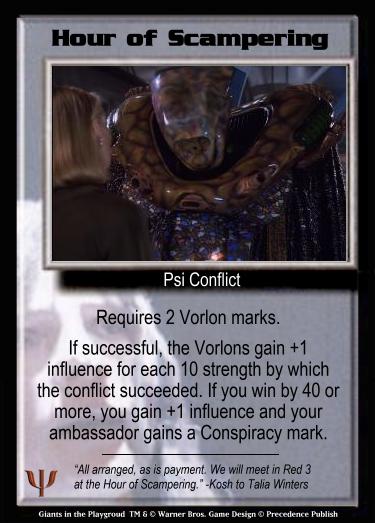 Hour of Scampering
Psi Conflict
Requires 2 Vorlon marks.
If successful, the Vorlons gain +1
influence for each 10 strength by which
the conflict succeeded. If you win by 40 or
more, you gain +1 influence and your
ambassador gains a Conspiracy mark.
"All arranged, as is payment. We will meet in Red 3
at the Hour of Scampering." -Kosh to Talia Winters
Giants in the Playgroud TM & © Warner Bros. Game Design © Precedence Publish